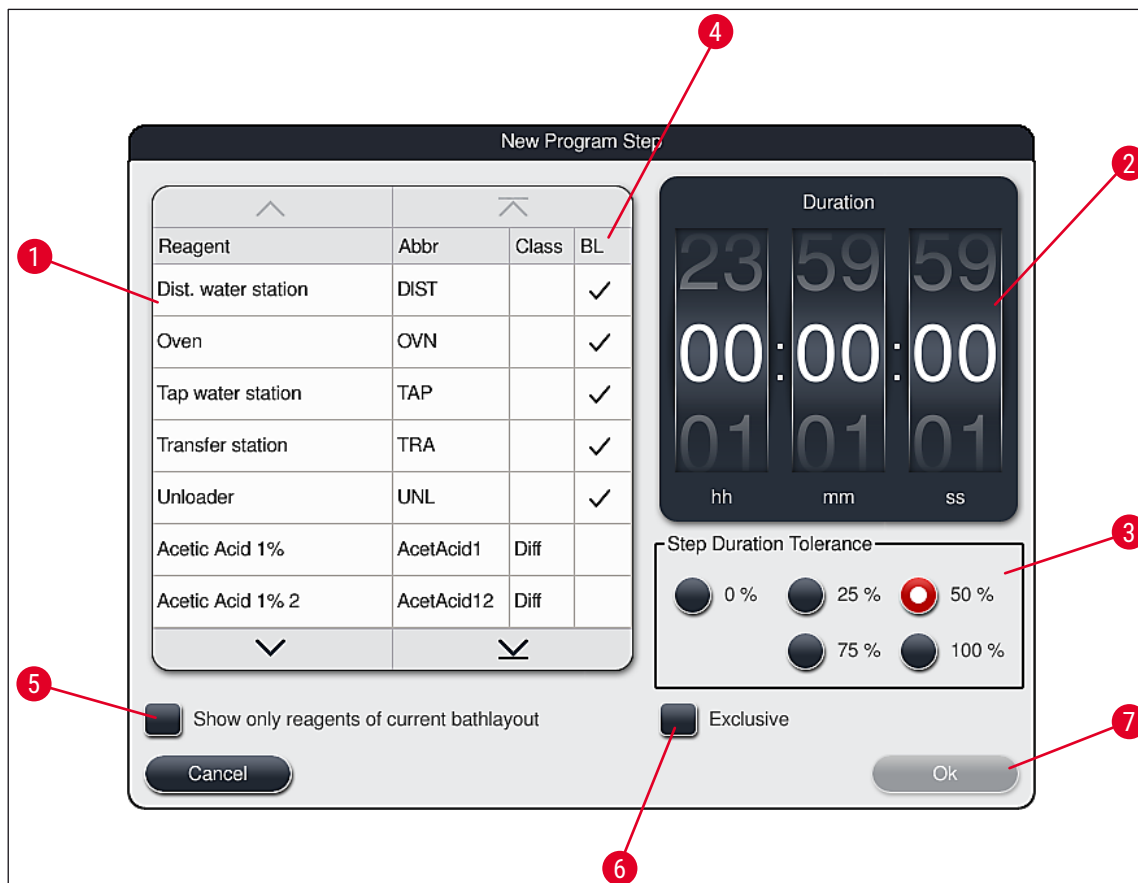 4
New Program Step
2
Duration
Reagent Abbr Class BL
1
Dist. water station DIST
Oven OVN
Tap water station TAP
Transfer station TRA
Unloader UNL
Acetic Acid 1% AcetAcid1 Diff
Acetic Acid 1% 2 AcetAcid12 Diff
23 59 59
00:00:00
01 01 01
hh mm ss
Step Duration Tolerance
3
0 % 25 % 50 %
75 % 100 %
5
Show only reagents of current bathlayout
Exclusive
7
Cancel
Ok
6